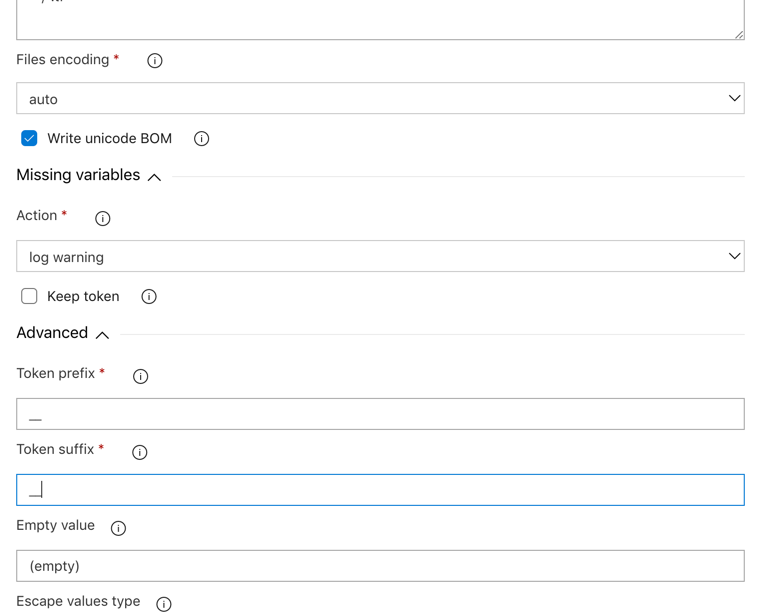 Files encoding *
auto
Write unicode BOM
Missing variables
Action *
log warning
Keep token
Advanced
Token prefix *
__
Token suffix *
__
Empty value
(empty)
Escape values type